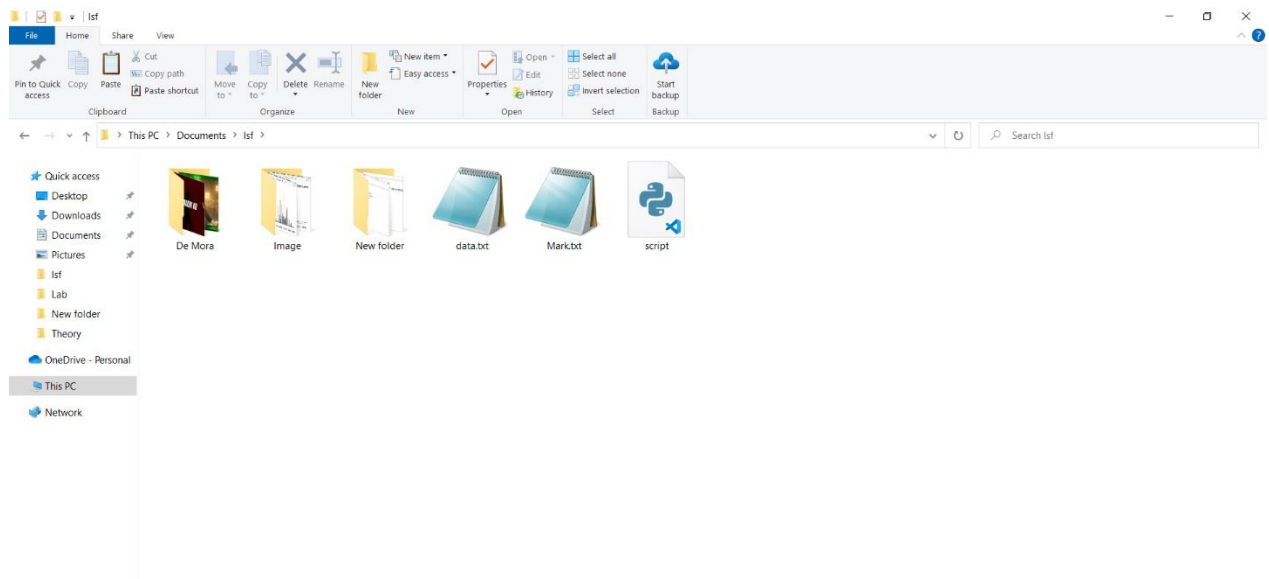 lsf
File Home Share View
Pin to Quick access
Copy
Paste
Cut
Copy path
Paste shortcut
Clipboard
Move to
Copy to
Delete
Rename
Organize
New folder
New item
Easy access
New
Properties
Open
Edit
History
Open
Select all
Select none
Invert selection
Select
Start backup
Backup
This PC > Documents > lsf >
Search lsf
Quick access
Desktop
Downloads
Documents
Pictures
lsf
Lab
New folder
Theory
OneDrive - Personal
This PC
Network
De Mora
Image
New folder
data.txt
Mark.txt
script